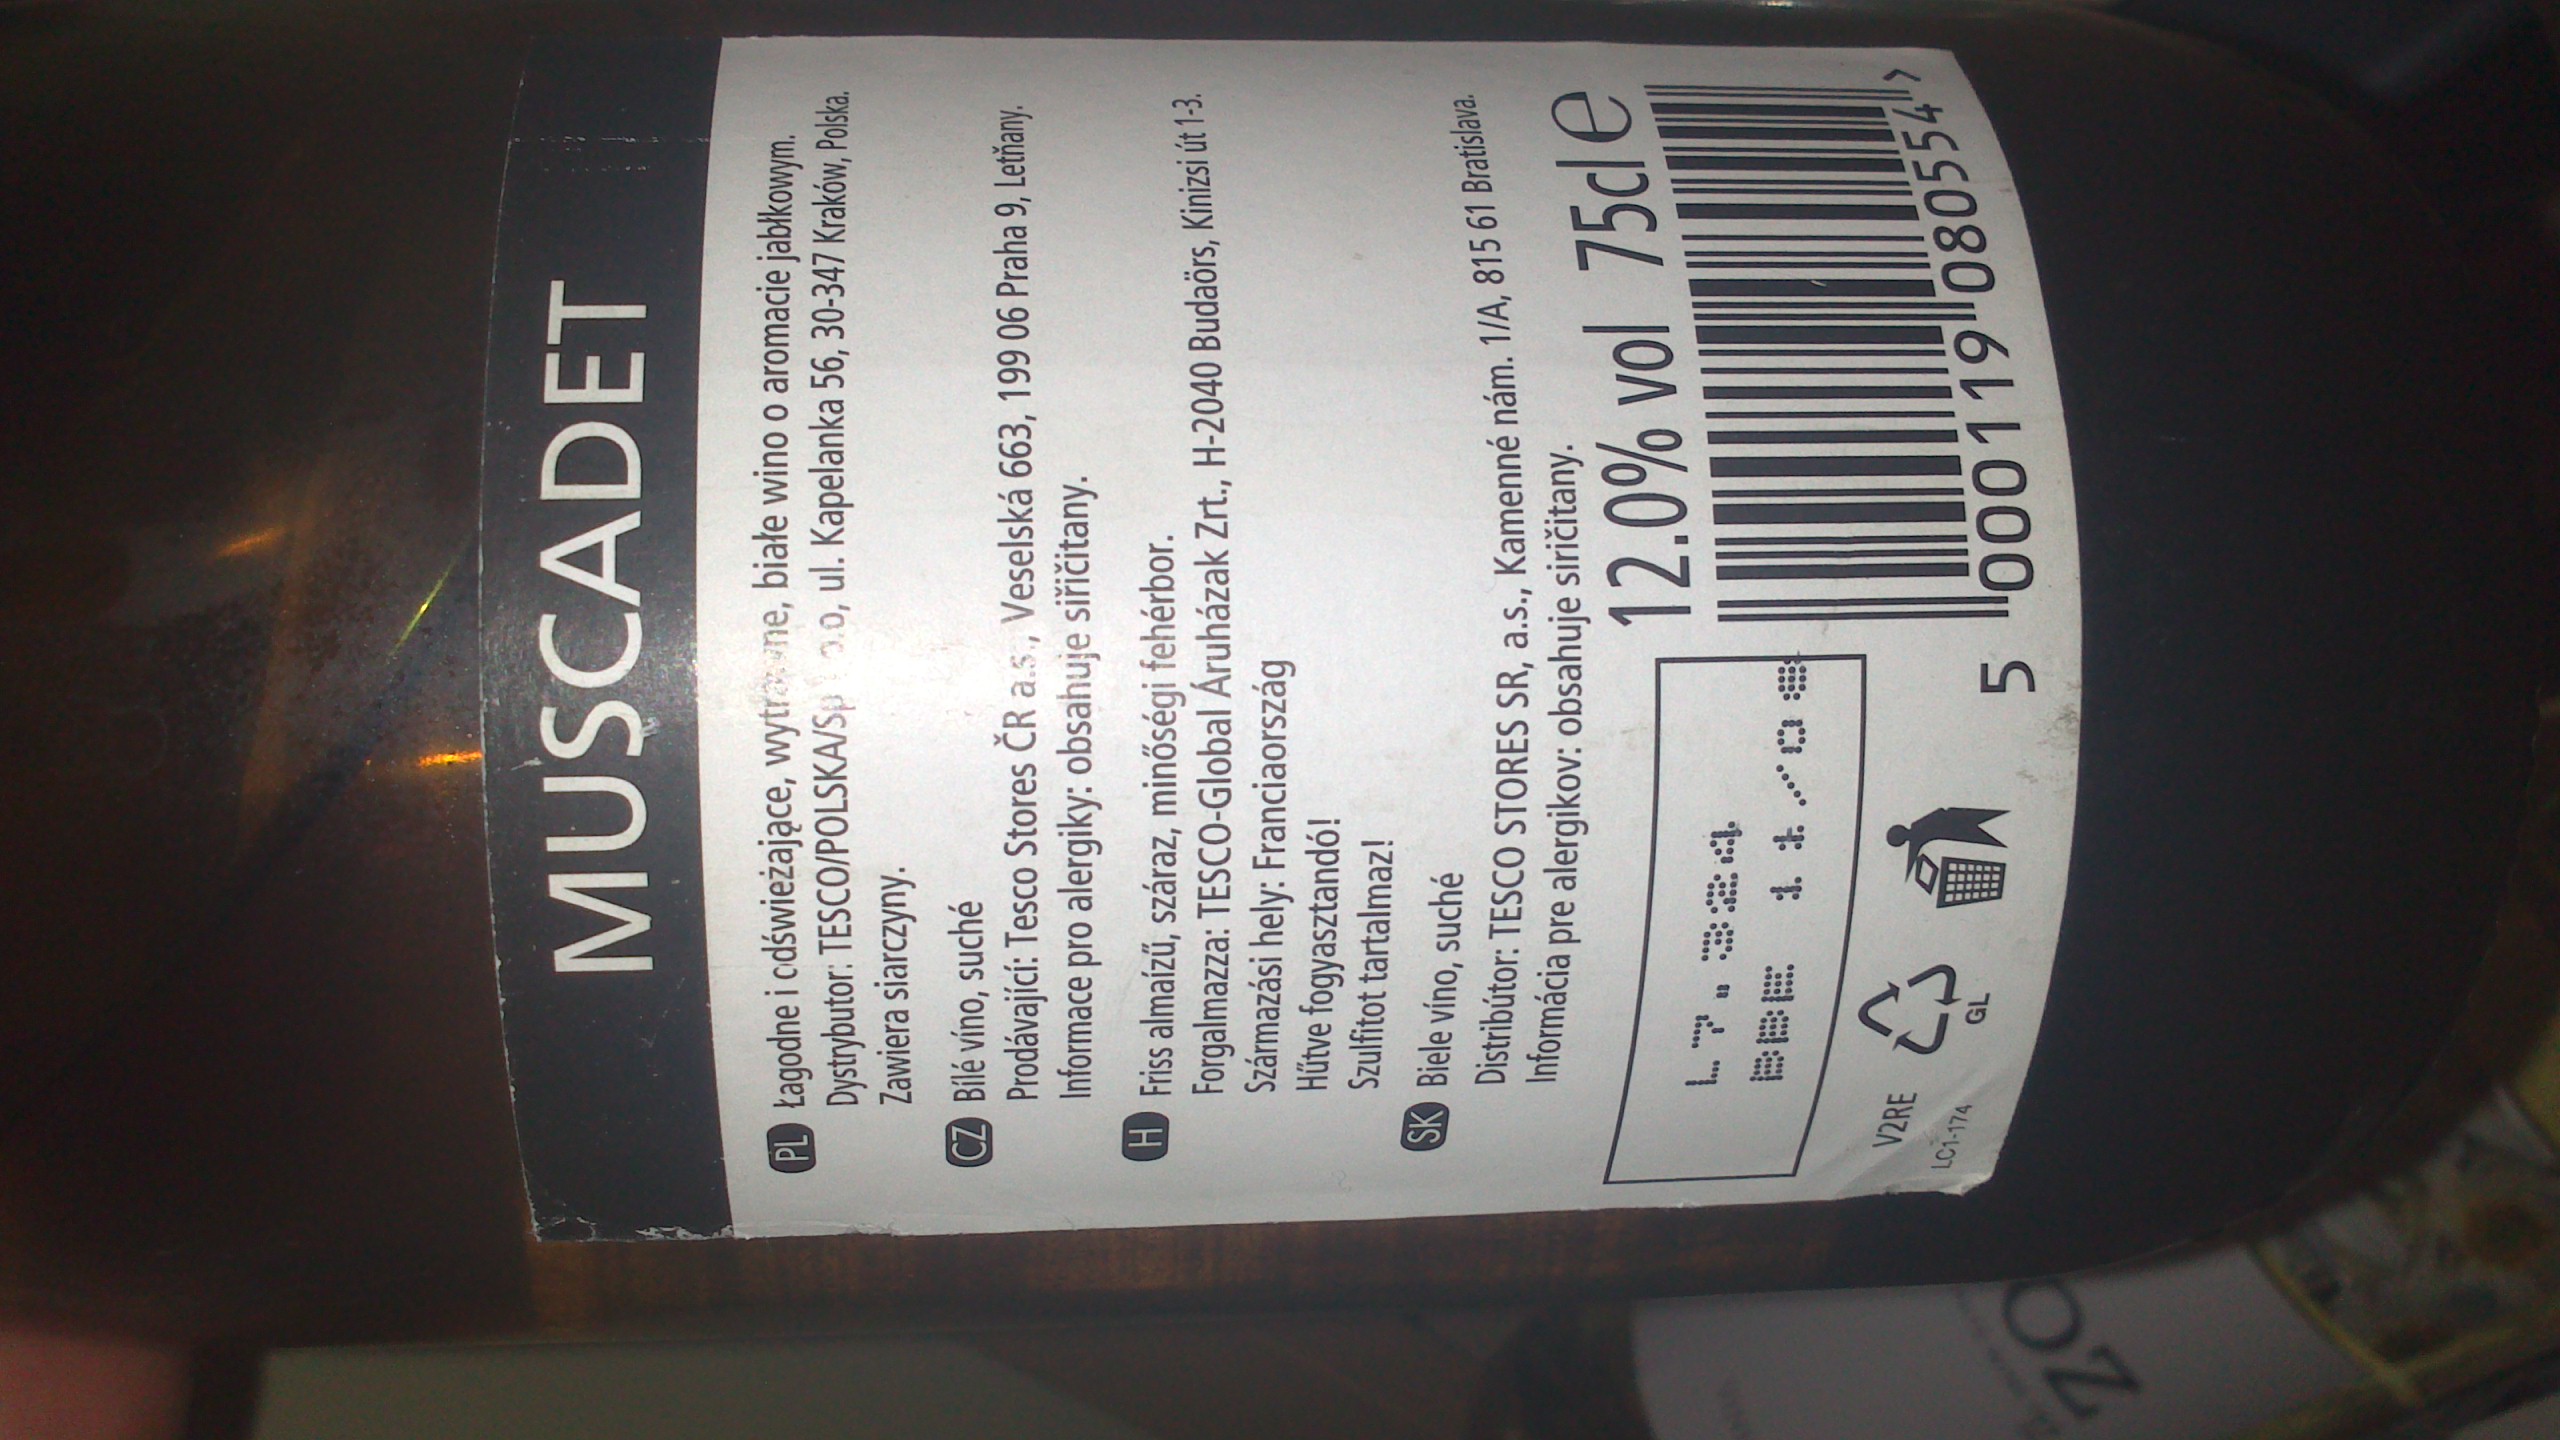 MUSCADET
PL Łagodne i odświeżające, wytrawne, białe wino o aromacie jabłkowym.
Dystrybutor: TESCO/POLSKA/Sp o.o, ul. Kapelanka 56, 30-347 Kraków, Polska.
Zawiera siarczyny.
CZ Bílé víno, suché
Prodávající: Tesco Stores ČR a.s., Veselská 663, 199 06 Praha 9, Letňany.
Informace pro alergiky: obsahuje siřičitany.
H Friss almaízű, száraz, minőségi fehérbor.
Forgalmazza: TESCO-Global Áruházak Zrt., H-2040 Budaörs, Kinizsi út 1-3.
Származási hely: Franciaország
Hűtve fogyasztandó!
Szulfitot tartalmaz!
SK Biele víno, suché
Distribútor: TESCO STORES SR, a.s., Kamenné nám. 1/A, 815 61 Bratislava.
Információ pre alergikov: obsahuje siričitany.
12.0% vol 75cl e
BBE
V2RE
LC1-174
GL
5 000119 080554 >
ZO